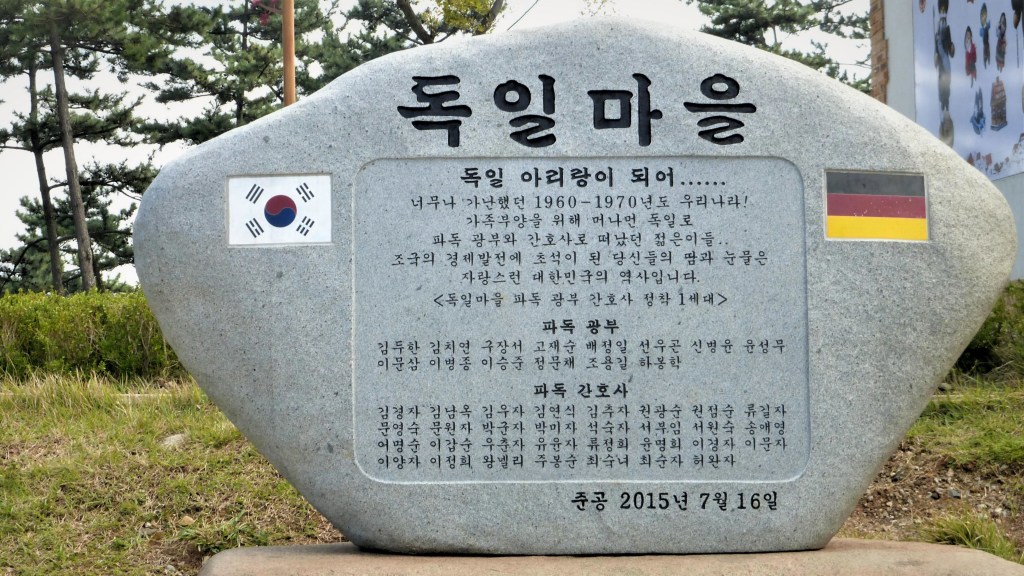 독일마을
독일 아리랑이 되어......
너무나 가난했던 1960-1970년도 우리나라!
가족부양을 위해 머나먼 독일로
파독 광부와 간호사로 떠났던 젊은이들..
조국의 경제발전에 초석이 된 당신들의 땀과 눈물은
자랑스런 대한민국의 역사입니다.
<독일마을 파독 광부 간호사 정착 1세대>
파독 광부
김두한 김치연 구장서 고재순 배정일 선우곤 신병윤 윤성무
이문삼 이병종 이승준 정문채 조용길 하봉학
파독 간호사
김경자 김남옥 김우자 김연석 김추자 권광순 권점순 류길자
문영숙 문원자 박군자 박미자 석숙자 서부임 서원숙 송애영
어명순 이갑순 우춘자 유윤자 류정희 윤명희 이경자 이문자
이양자 이정희 왕벨리 주봉순 최순녀 최순자 허완자
준공 2015년 7월 16일